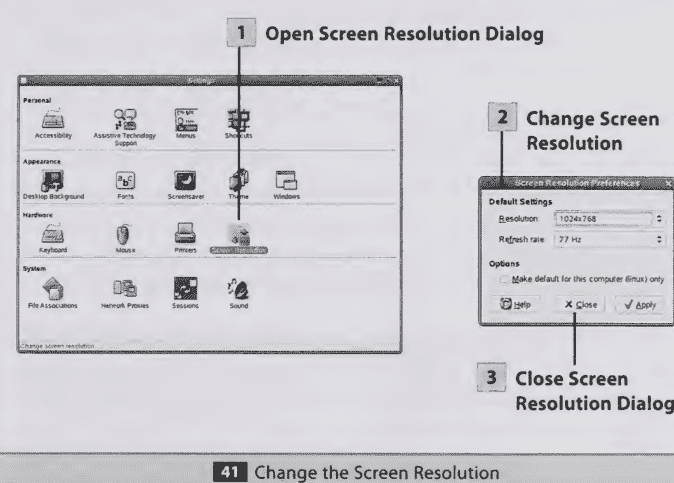 1 Open Screen Resolution Dialog
Settings
Personal
Accessibility
Assistive Technology Support
Menus
Shortcuts
Appearance
Desktop Background
Fonts
Screensaver
Theme
Windows
Hardware
Keyboard
Mouse
Printers
System
File Associations
Network Proxies
Sessions
Sound
Change screen resolution
2 Change Screen
Resolution
Screen Resolution Preferences
Default Settings
Resolution: 1024x768
Refresh rate: 77 Hz
Options
Make default for this computer (linux) only
Help
Close
Apply
3 Close Screen
Resolution Dialog
41 Change the Screen Resolution